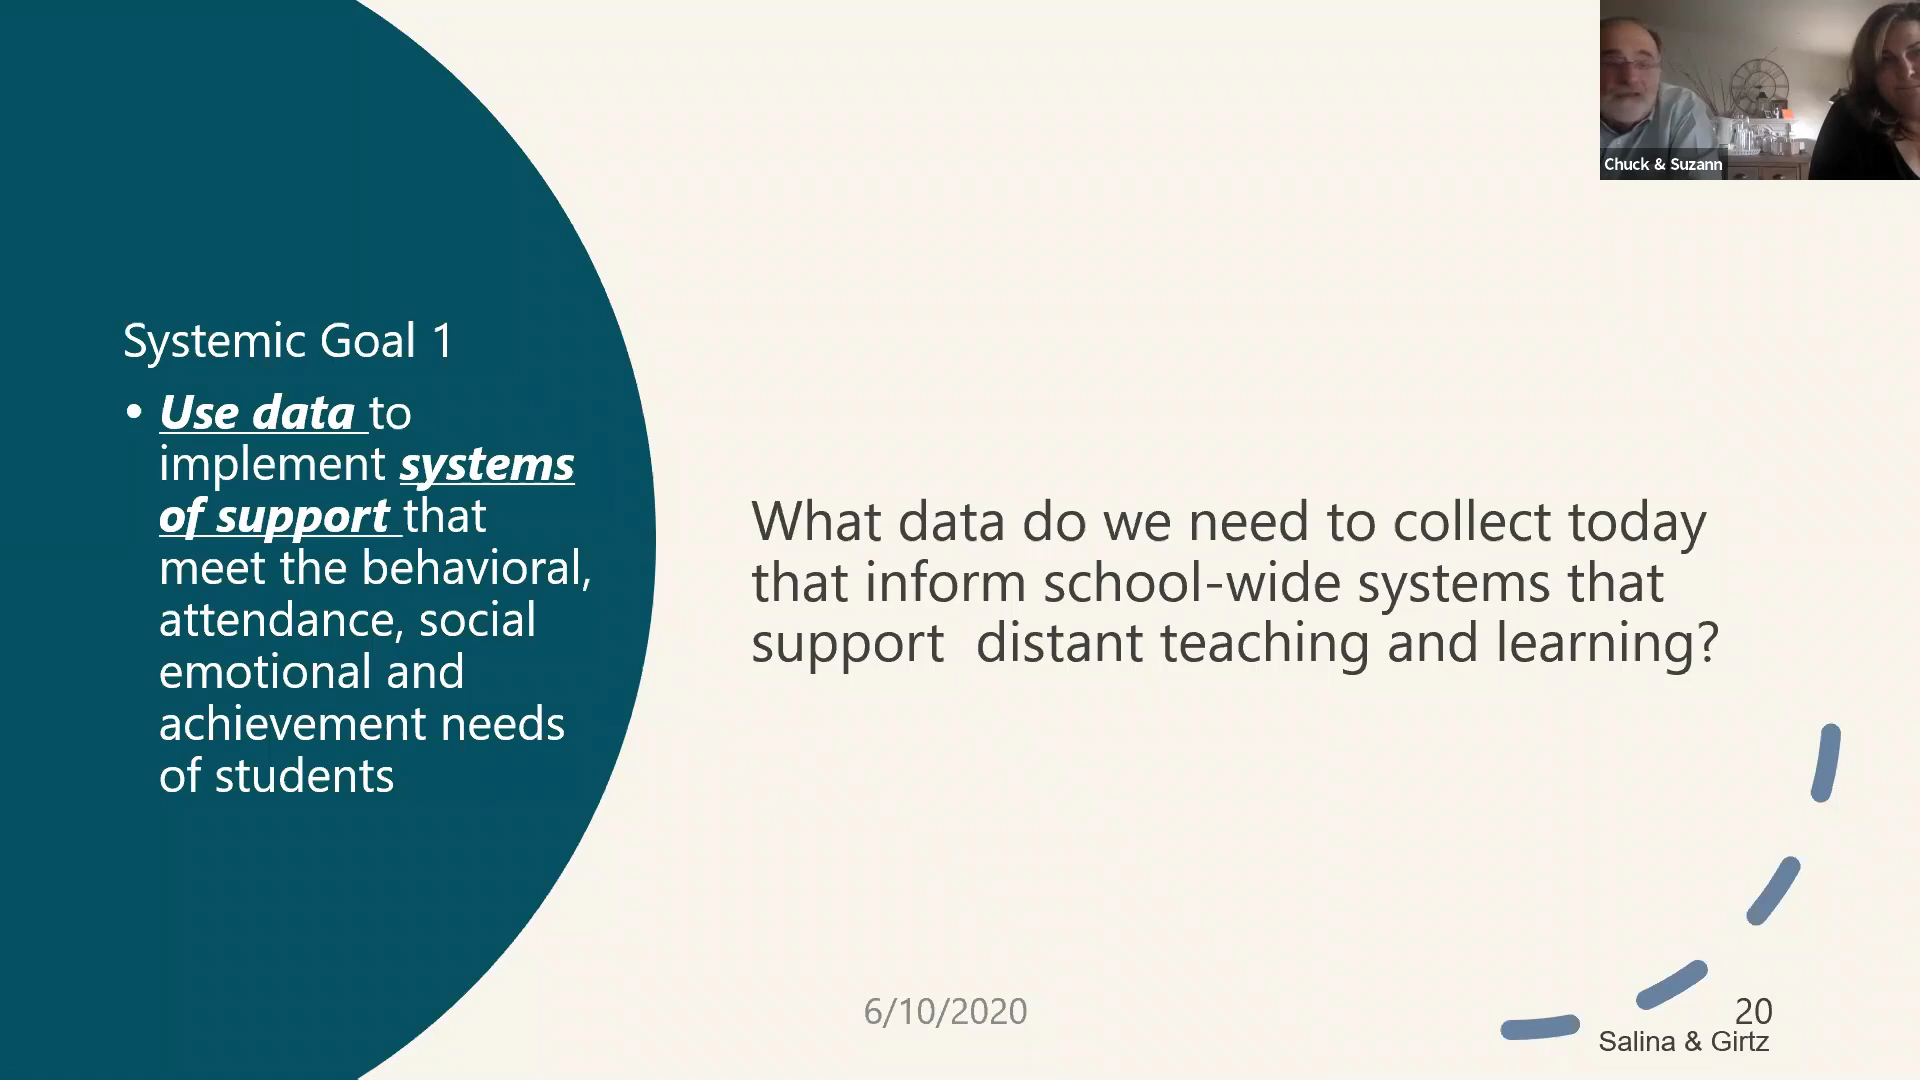 Chuck & Suzann
Systemic Goal 1
• Use data to
implement systems
of support that
meet the behavioral,
attendance, social
emotional and
achievement needs
of students
What data do we need to collect today
that inform school-wide systems that
support  distant teaching and learning?
6/10/2020
20
Salina & Girtz